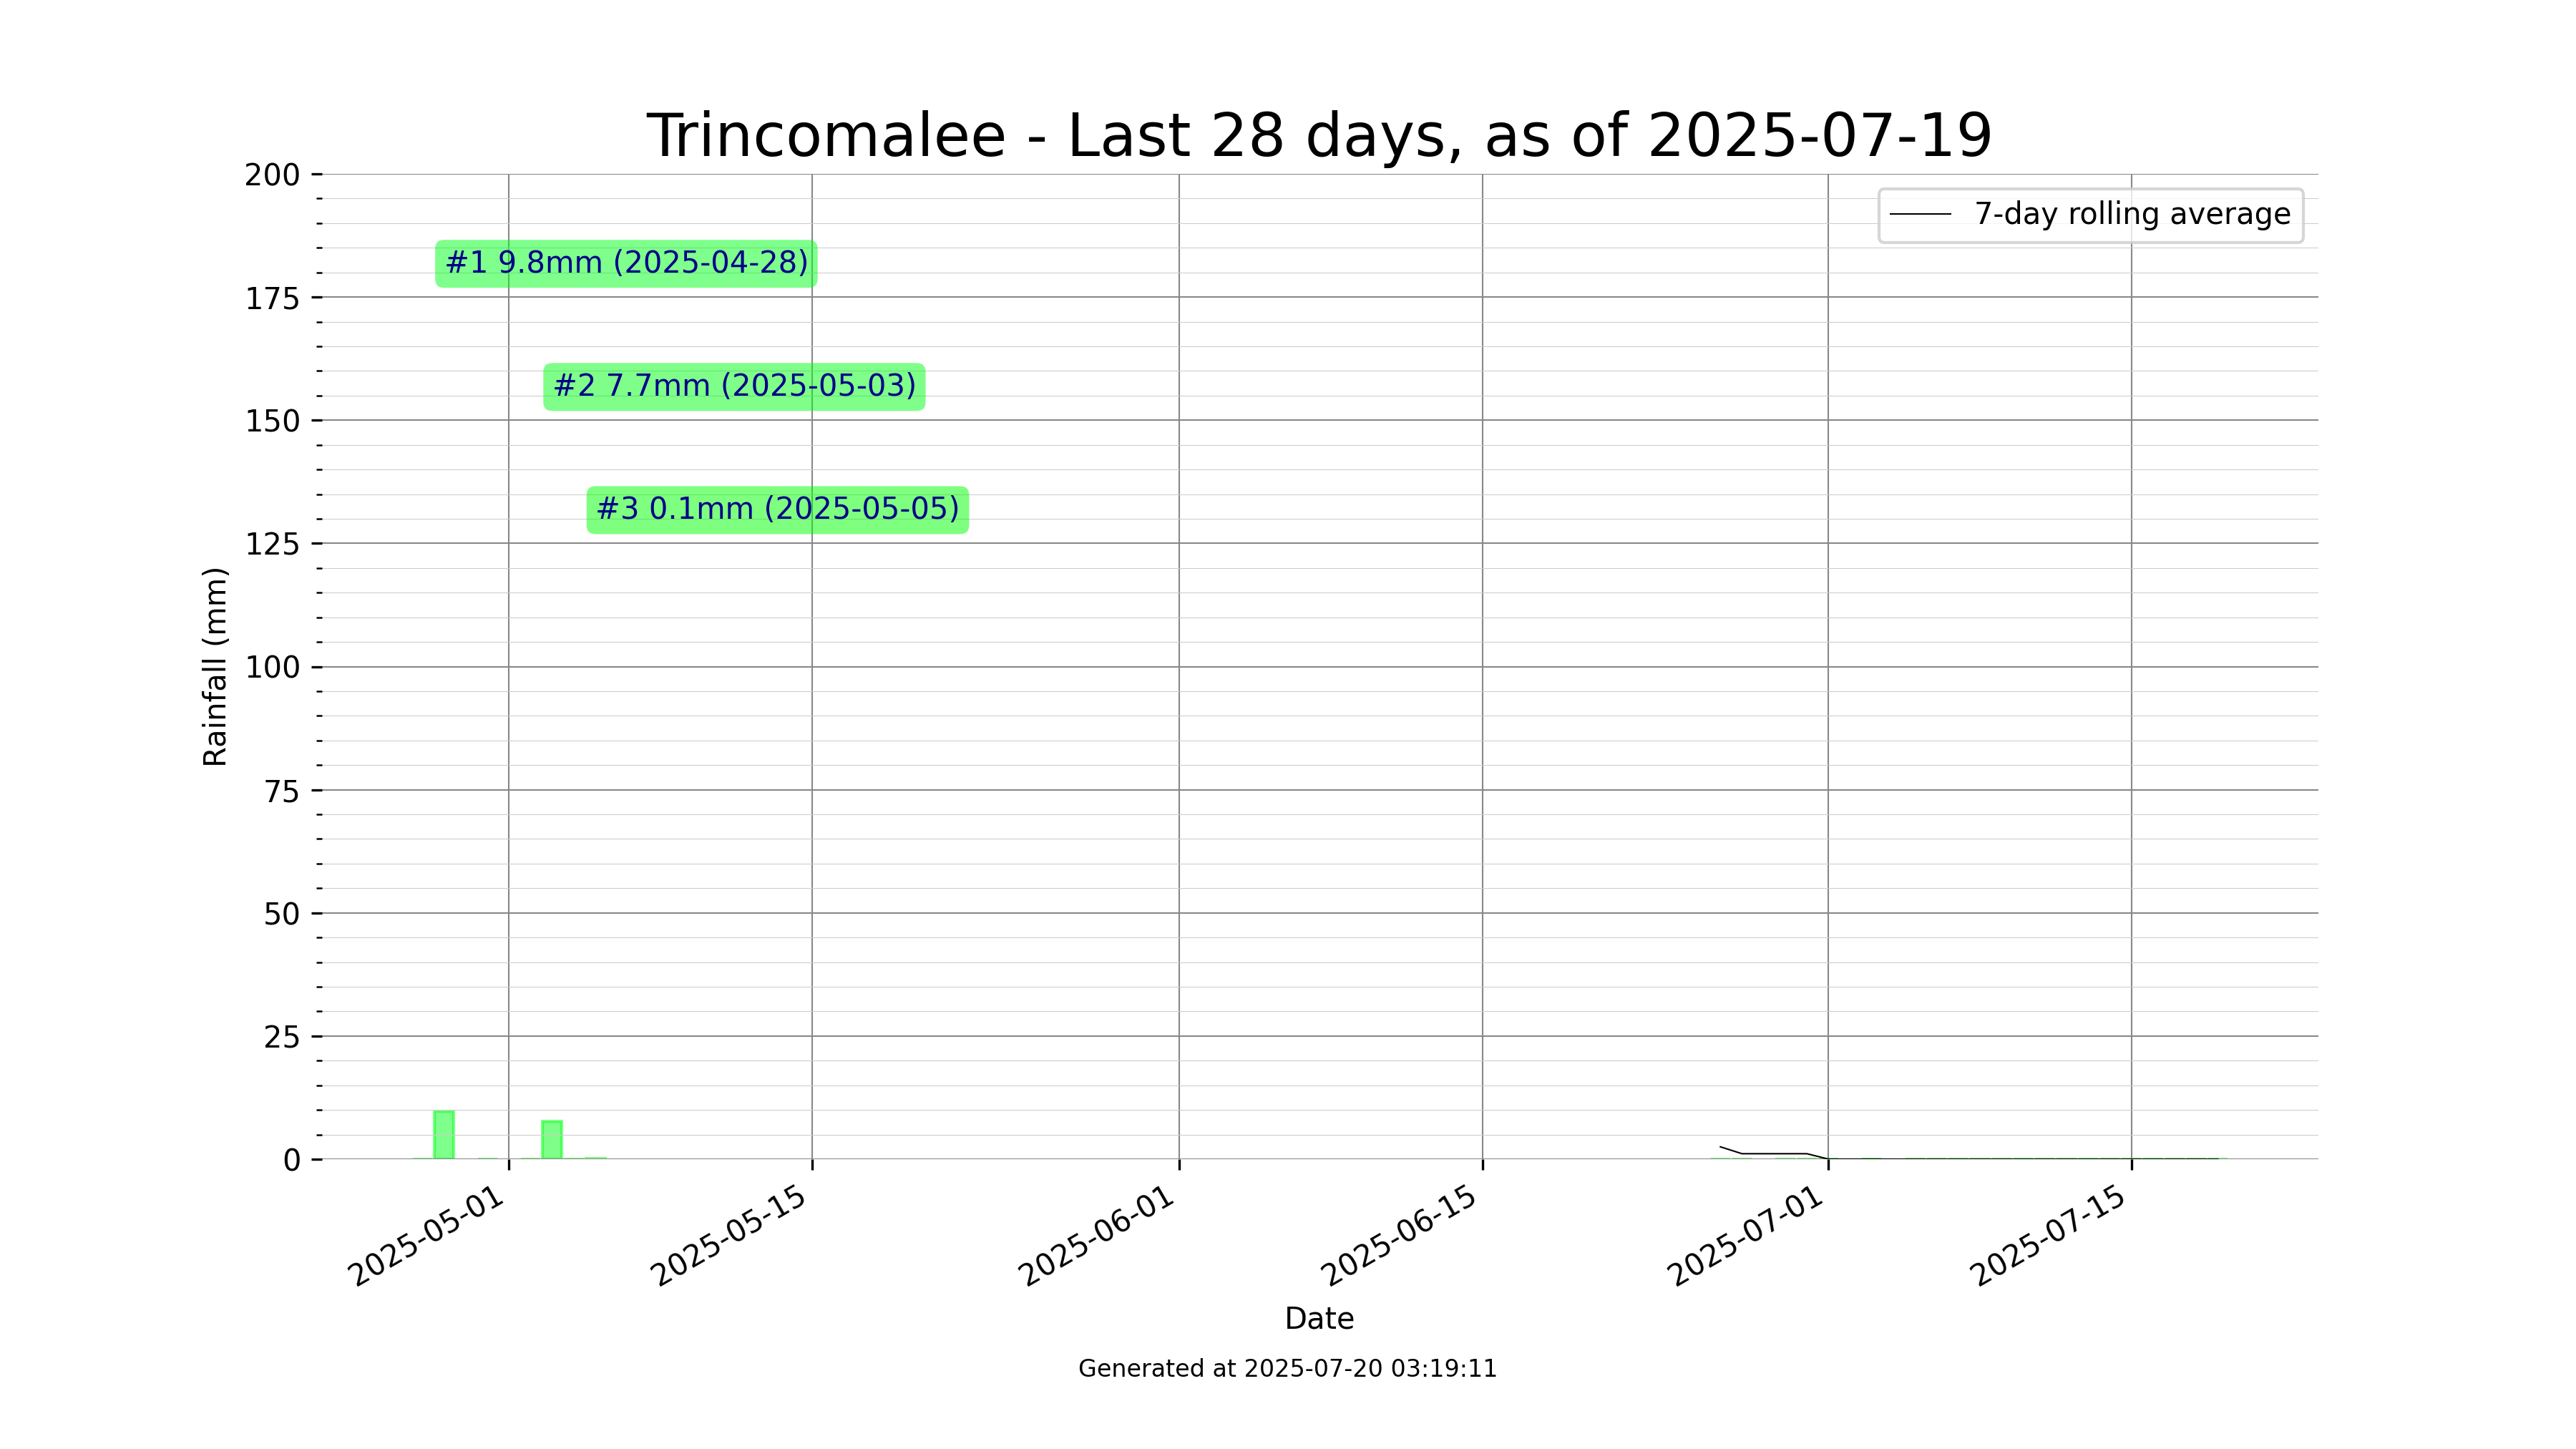 Trincomalee - Last 28 days, as of 2025-07-19
7-day rolling average
#1 9.8mm (2025-04-28)
#2 7.7mm (2025-05-03)
#3 0.1mm (2025-05-05)
Rainfall (mm)
200
175
150
125
100
75
50
25
0
2025-05-01
2025-05-15
2025-06-01
2025-06-15
2025-07-01
2025-07-15
Date
Generated at 2025-07-20 03:19:11